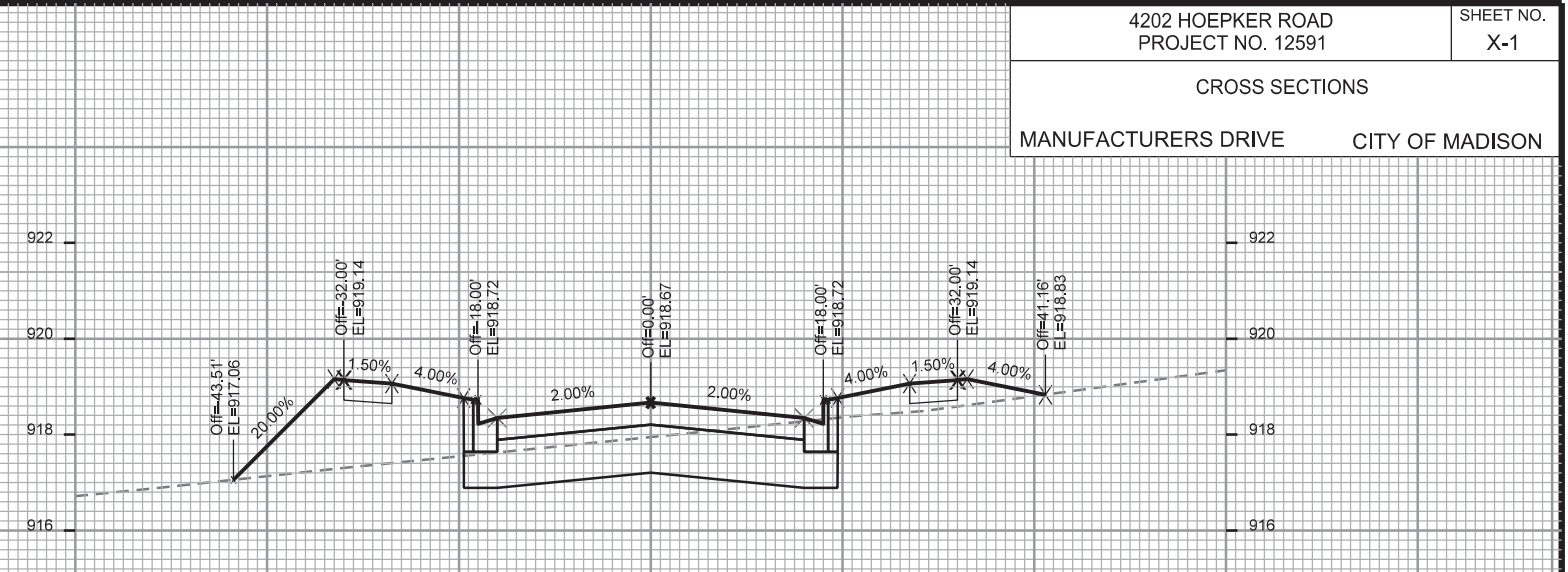 4202 HOEPKER ROAD
PROJECT NO. 12591
SHEET NO.
X-1
CROSS SECTIONS
MANUFACTURERS DRIVE CITY OF MADISON
922
920
918
916
Off=-43.51'
EL=917.06
20.00%
Off=-32.00'
EL=919.14
1.50%
4.00%
Off=-18.00'
EL=918.72
2.00%
Off=0.00'
EL=918.67
2.00%
Off=18.00'
EL=918.72
4.00%
1.50%
Off=32.00'
EL=919.14
4.00%
Off=41.16'
EL=918.83
922
920
918
916